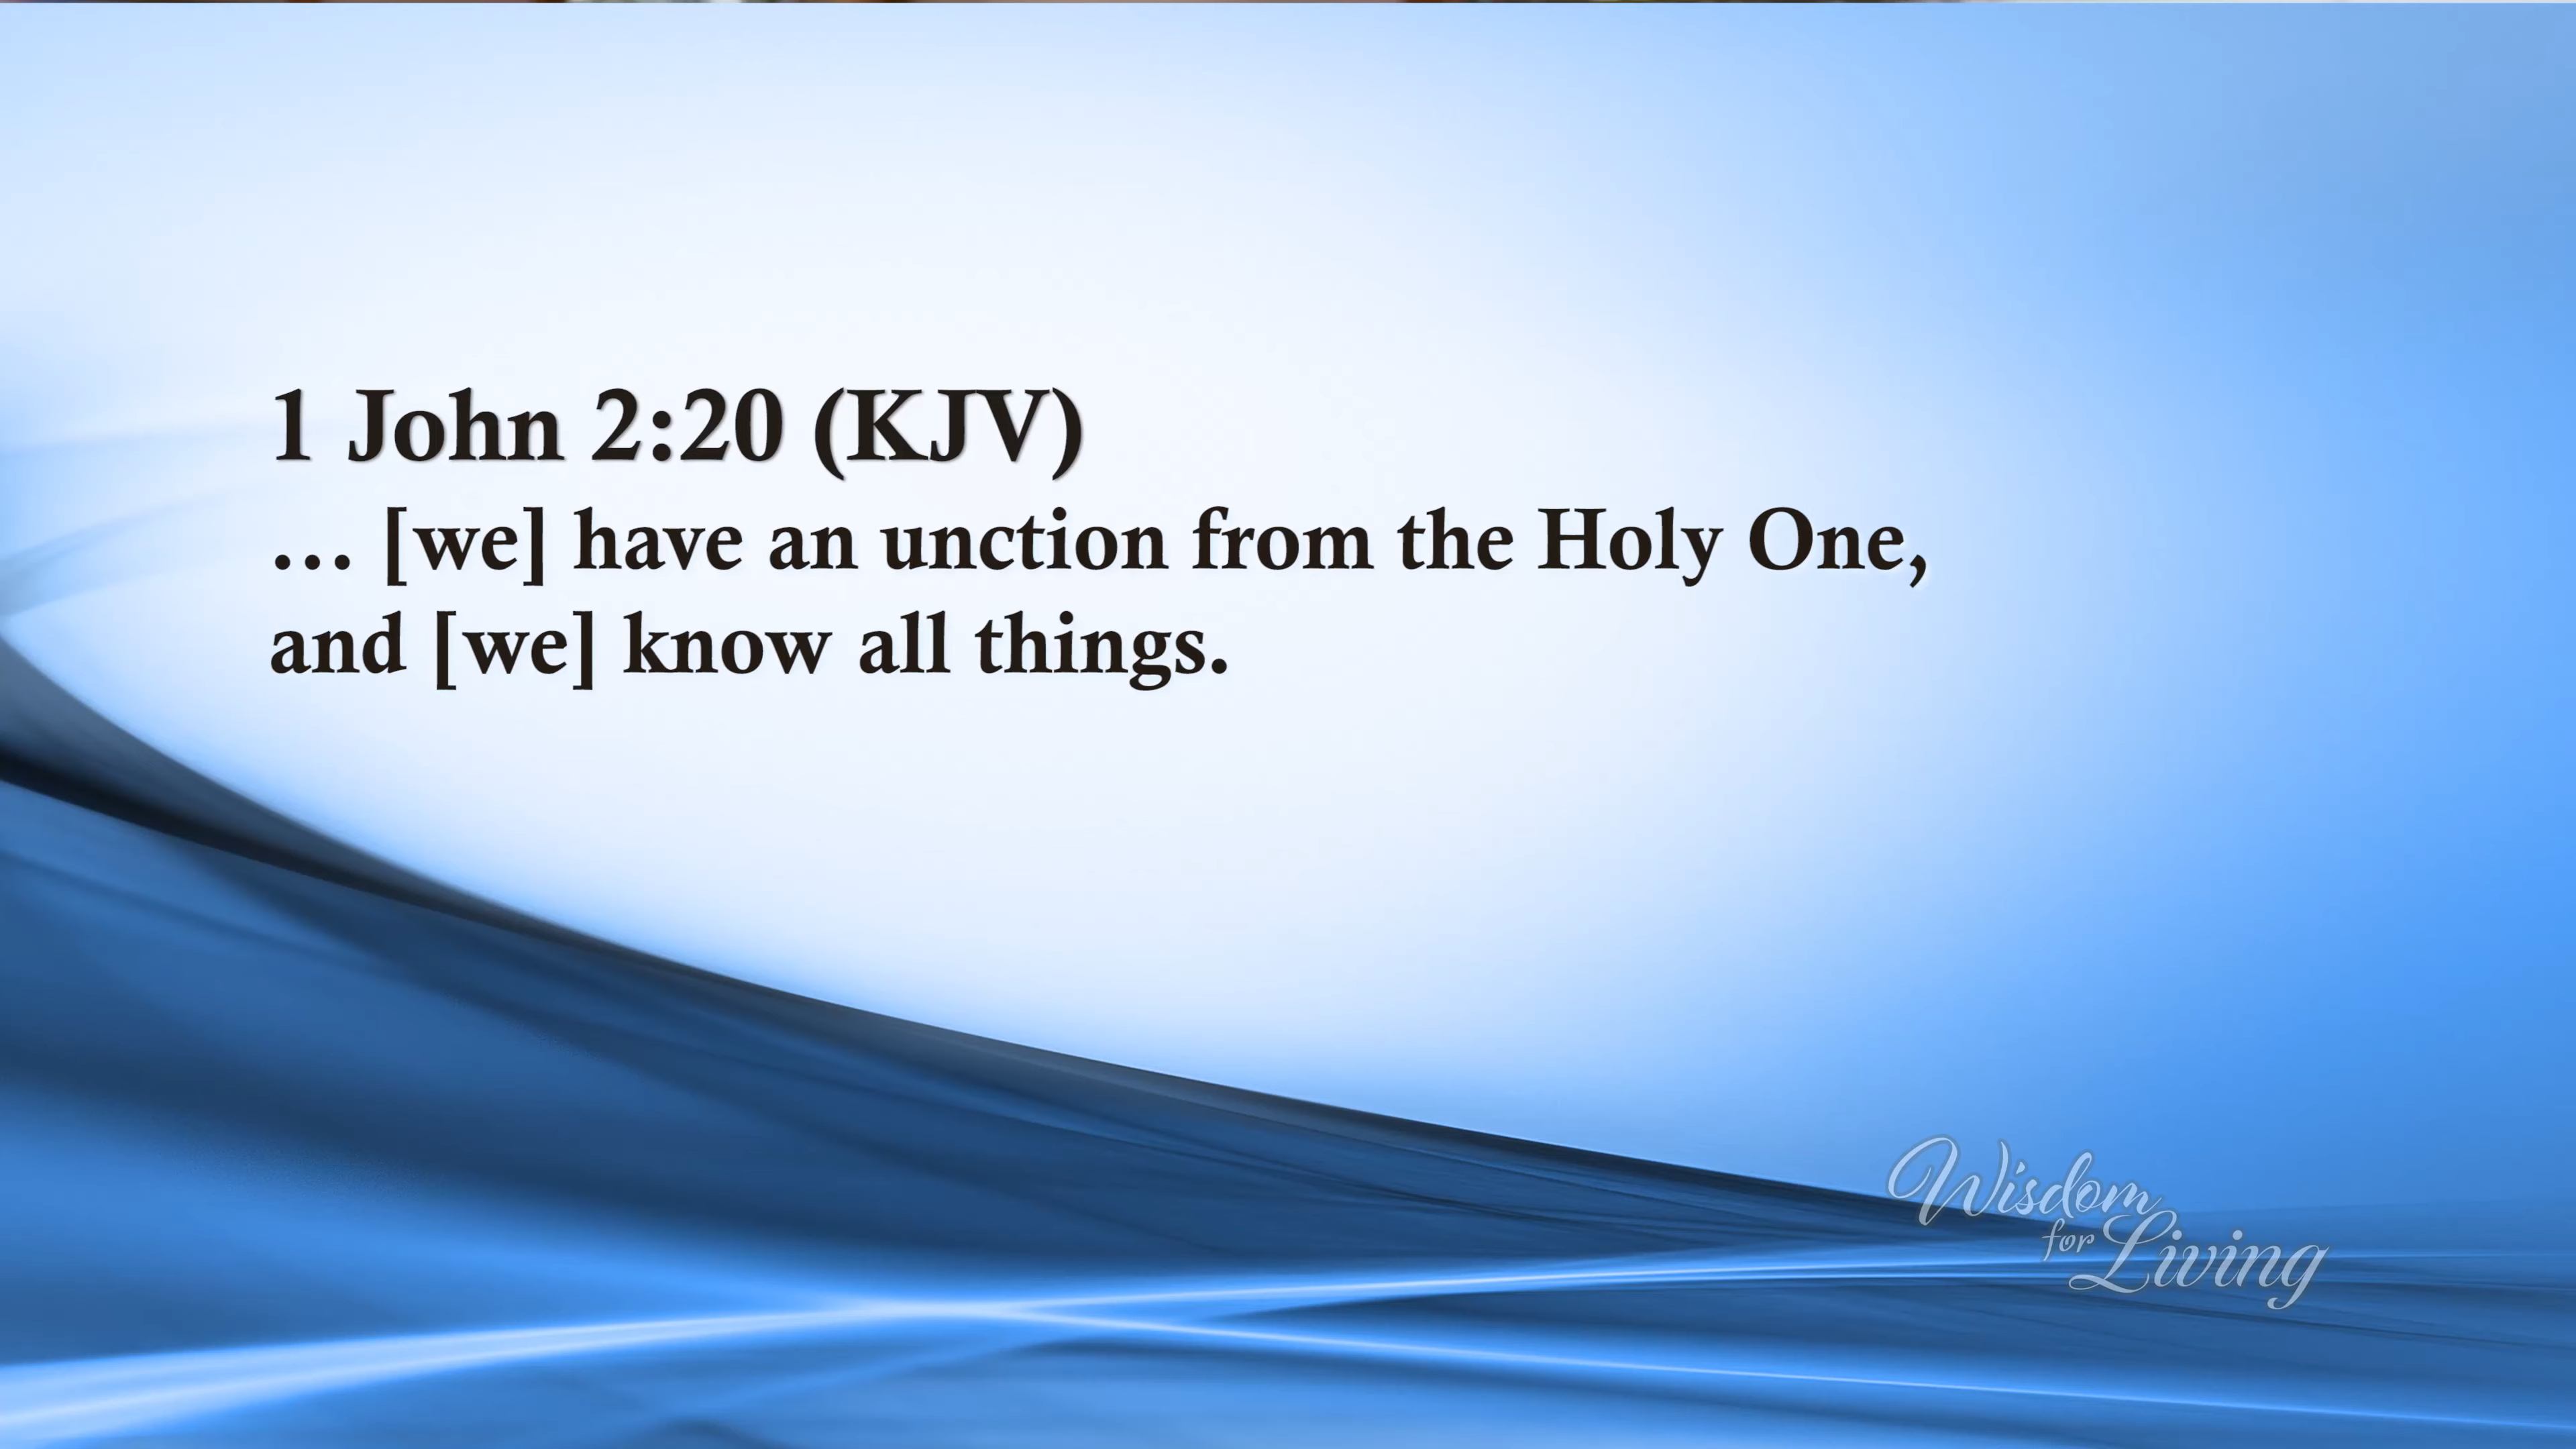 1 John 2:20 (KJV)
… [we] have an unction from the Holy One,
and [we] know all things.
Wisdom
for
Living